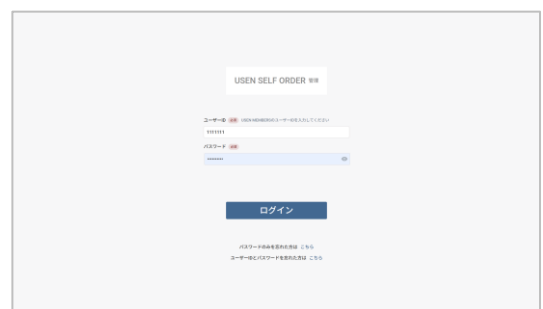 USEN SELF ORDER 管理
ユーザーID 必須 USEN MEMBERSのユーザーIDを入力してください
1111111
パスワード 必須
••••••••
ログイン
パスワードのみを忘れた方は こちら
ユーザーIDとパスワードを忘れた方は こちら